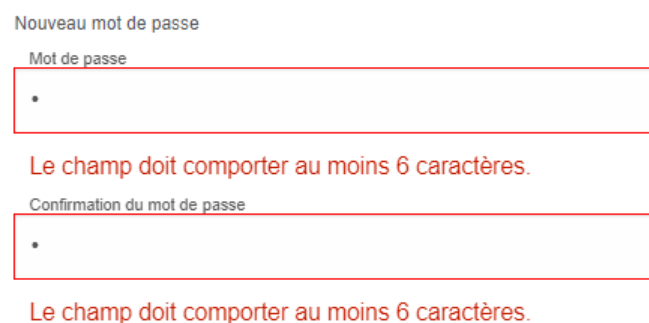 Nouveau mot de passe
Mot de passe
•
Le champ doit comporter au moins 6 caractères.
Confirmation du mot de passe
•
Le champ doit comporter au moins 6 caractères.